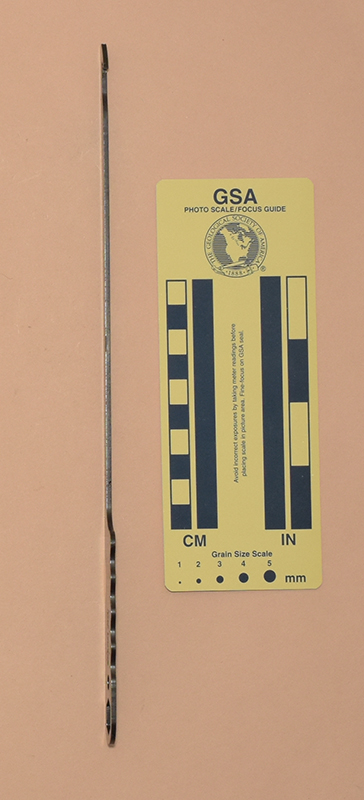 GSA
PHOTO SCALE/FOCUS GUIDE
THE GEOLOGICAL SOCIETY OF AMERICA
1888
®
Avoid incorrect exposures by taking meter readings before
placing scale in picture area. Fine-focus on GSA seal.
CM IN
Grain Size Scale
1 2 3 4 5
mm